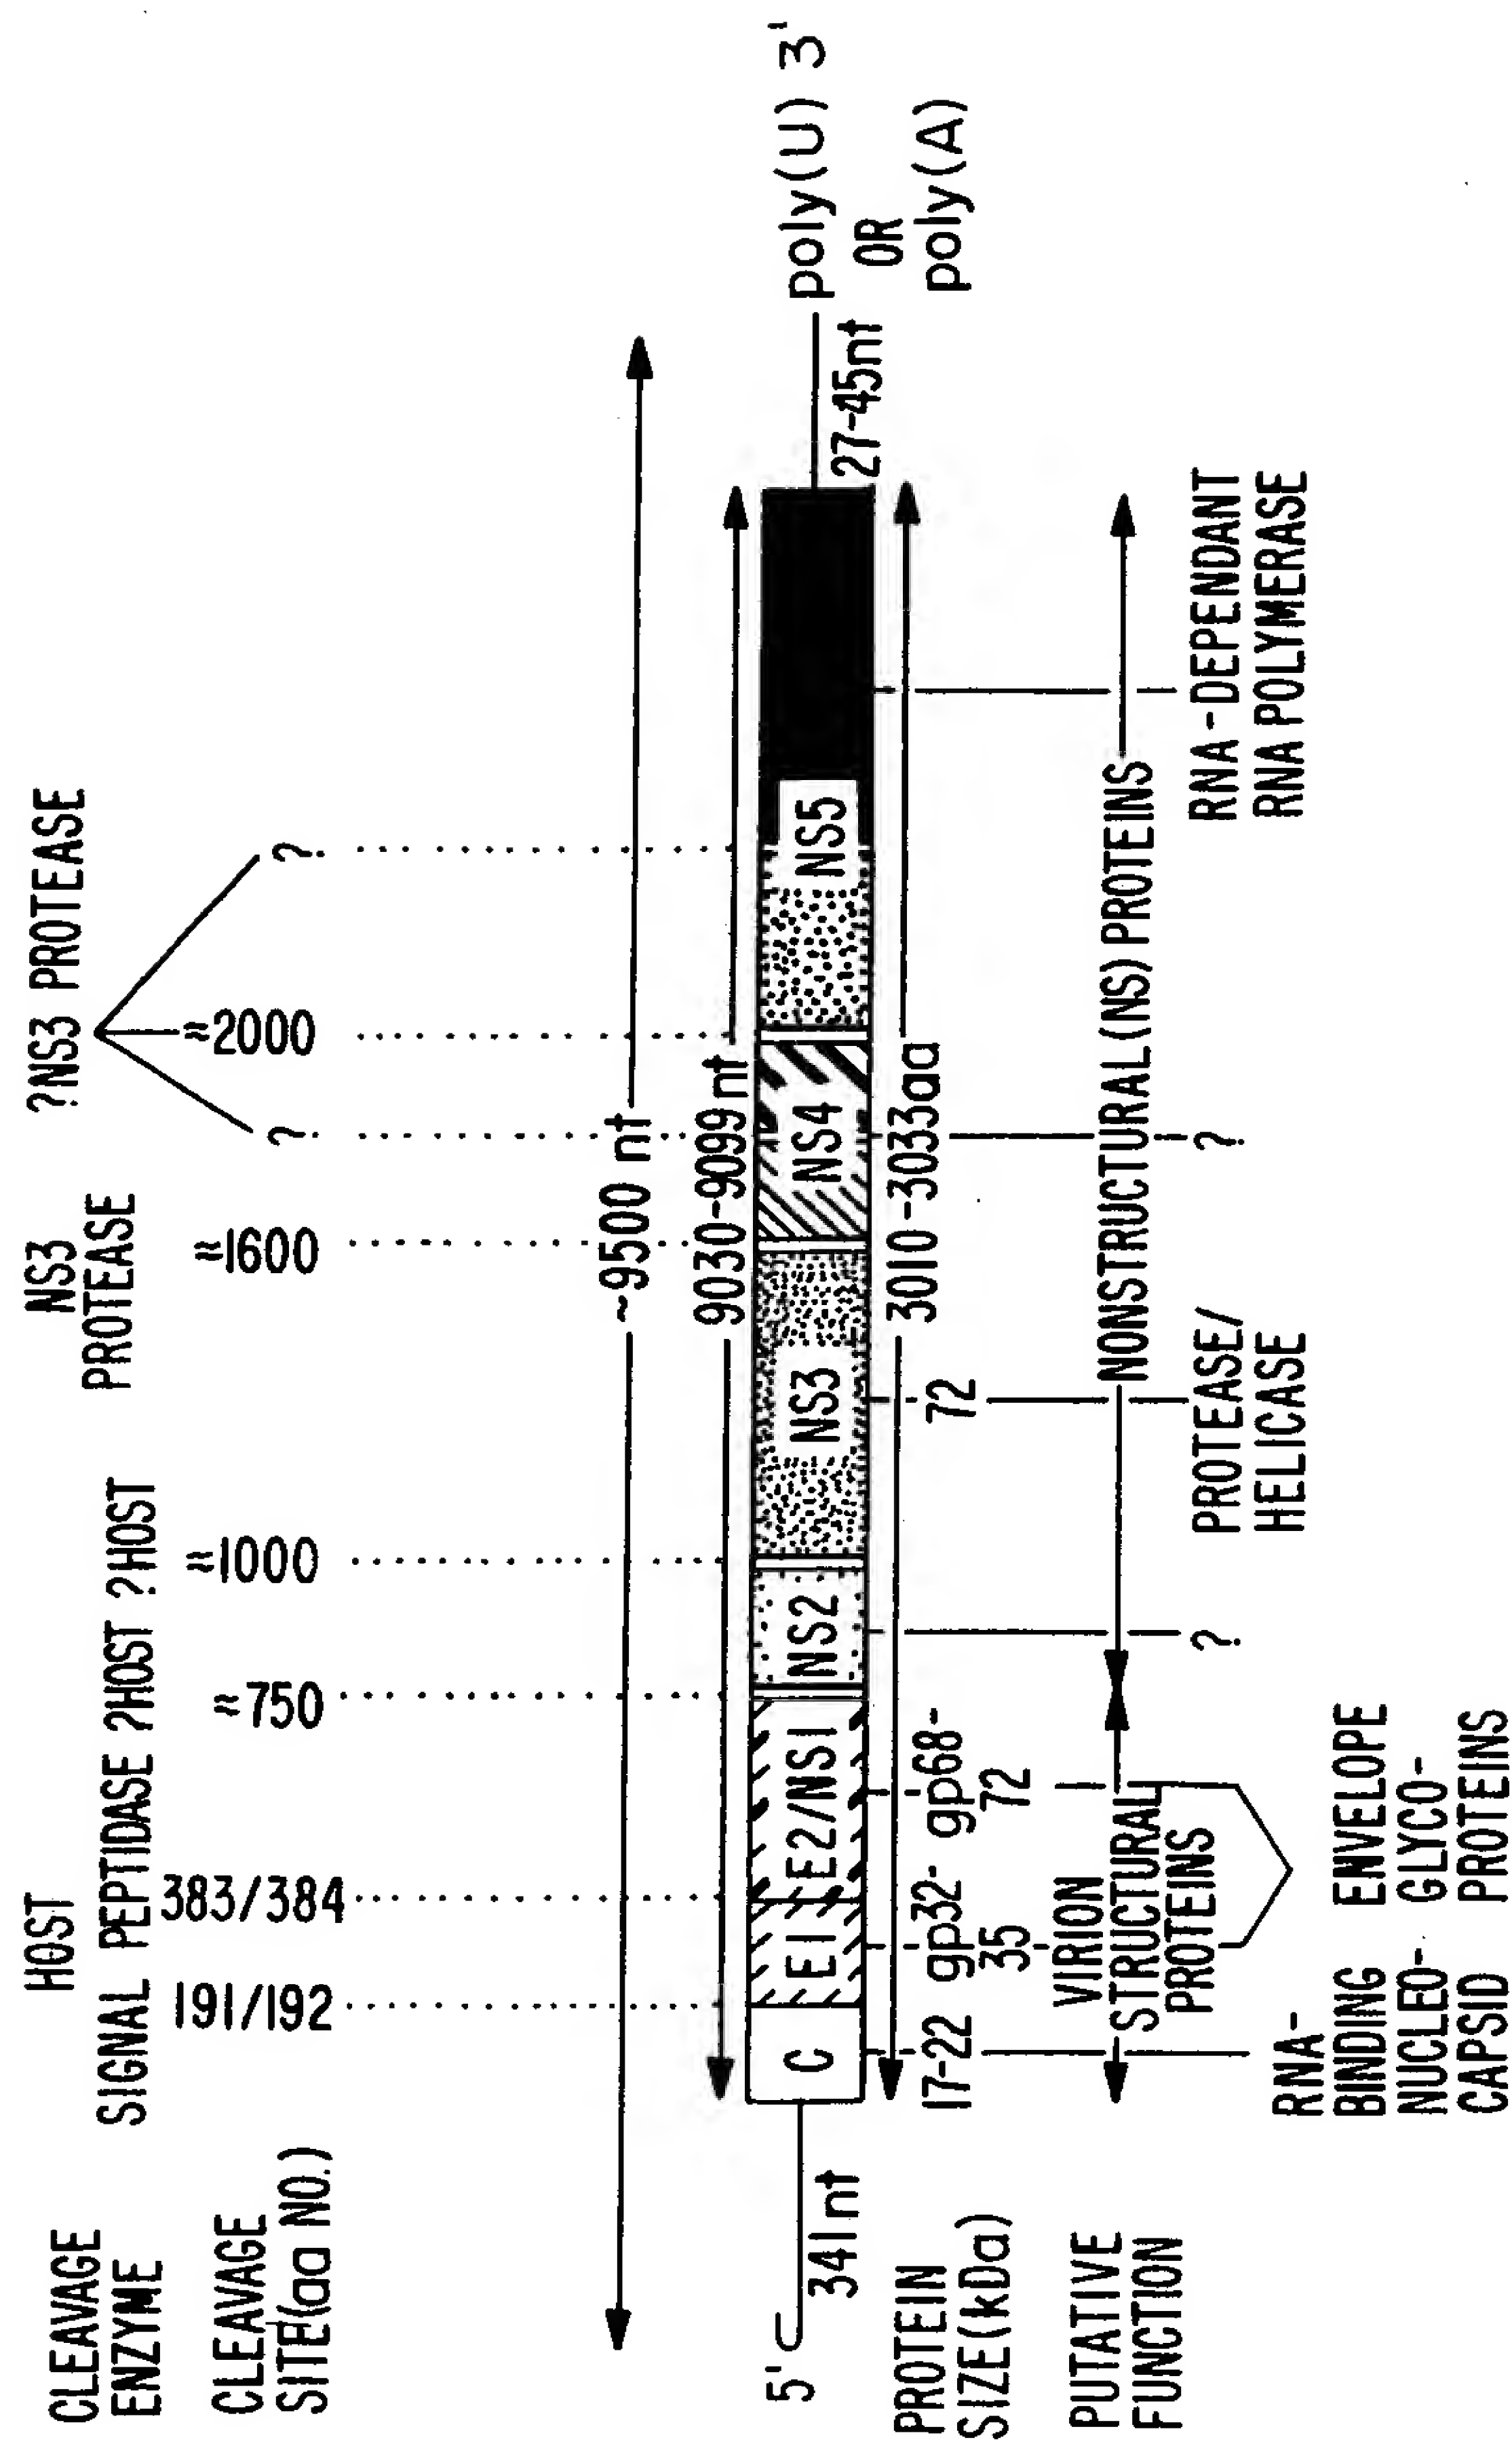 CLEAVAGE
ENZYME
HOST
SIGNAL PEPTIDASE ?HOST ?HOST
NS3
PROTEASE
?NS3 PROTEASE
CLEAVAGE
SITE(aa NO.)
191/192
383/384
≈750
≈1000
≈1600
?
≈2000
?
~9500 nt
9030-9099 nt
5'
341nt
C
E1
E2/NS1
NS2
NS3
NS4
NS5
27-45nt
poly(U) 3'
OR
poly(A)
3010-3033aa
PROTEIN
SIZE(kDa)
17-22
gp32-
35
gp68-
72
72
PUTATIVE
FUNCTION
VIRION
STRUCTURAL
PROTEINS
NONSTRUCTURAL(NS) PROTEINS
RNA-
BINDING
NUCLEO-
CAPSID
ENVELOPE
GLYCO-
PROTEINS
?
PROTEASE/
HELICASE
?
RNA-DEPENDANT
RNA POLYMERASE